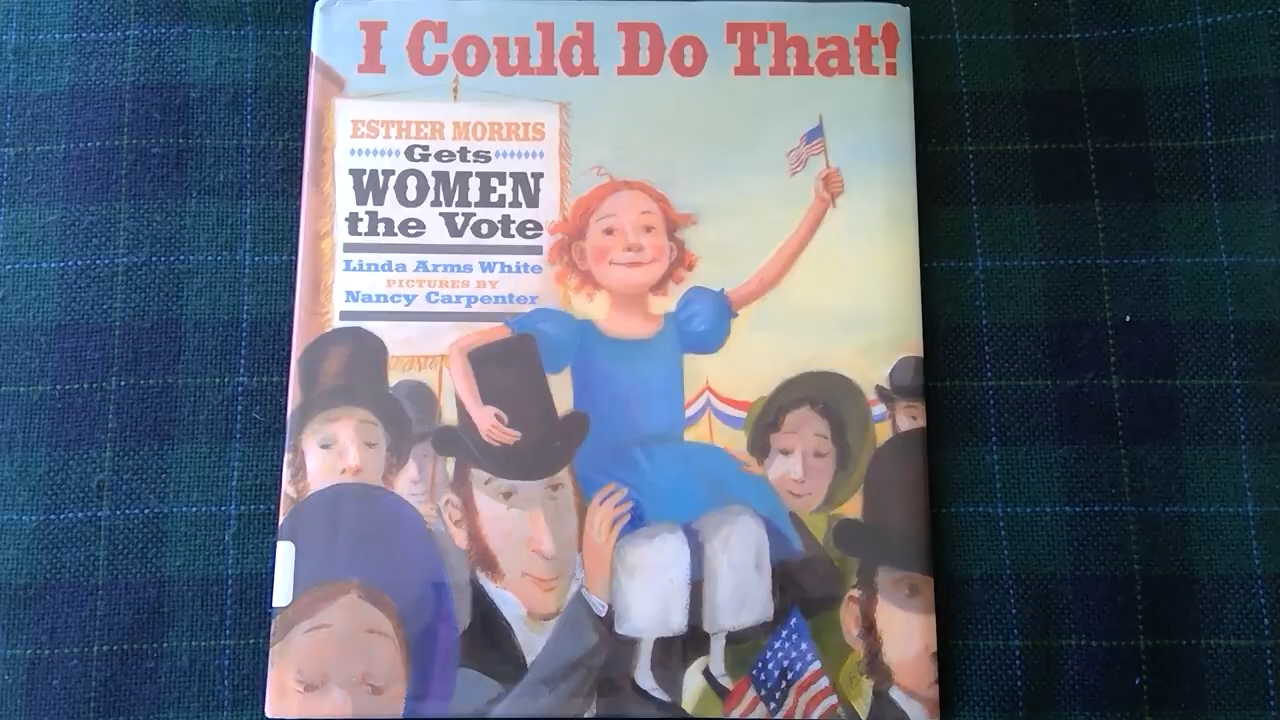 I Could Do That!
ESTHER MORRIS
Gets
WOMEN
the Vote
Linda Arms White
PICTURES BY
Nancy Carpenter